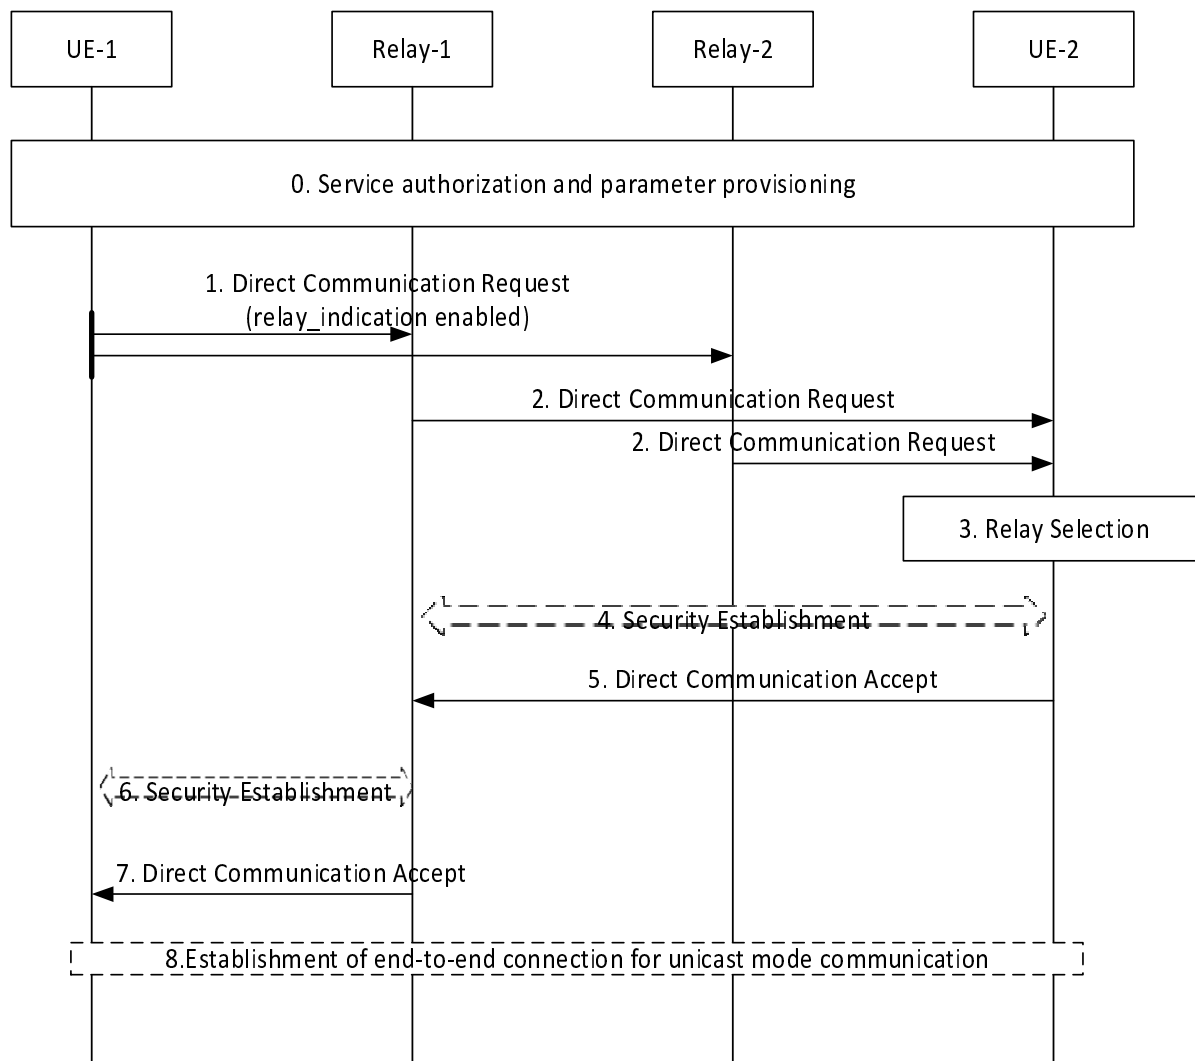 UE-1
Relay-1
Relay-2
UE-2
0. Service authorization and parameter provisioning
1. Direct Communication Request
(relay_indication enabled)
2. Direct Communication Request
2. Direct Communication Request
3. Relay Selection
4. Security Establishment
5. Direct Communication Accept
6. Security Establishment
7. Direct Communication Accept
8.Establishment of end-to-end connection for unicast mode communication